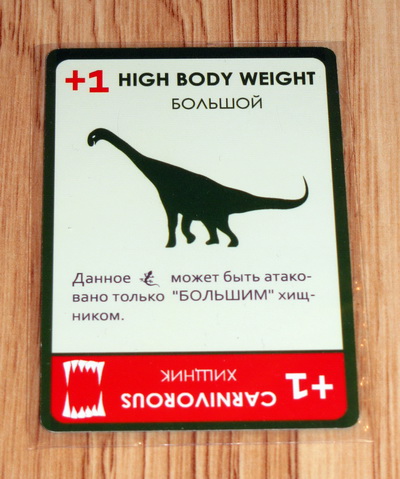 +1 HIGH BODY WEIGHT
БОЛЬШОЙ
Данное может быть атако-
вано только "БОЛЬШИМ" хищ-
ником.
+1 CARNIVOROUS
ХИЩНИК